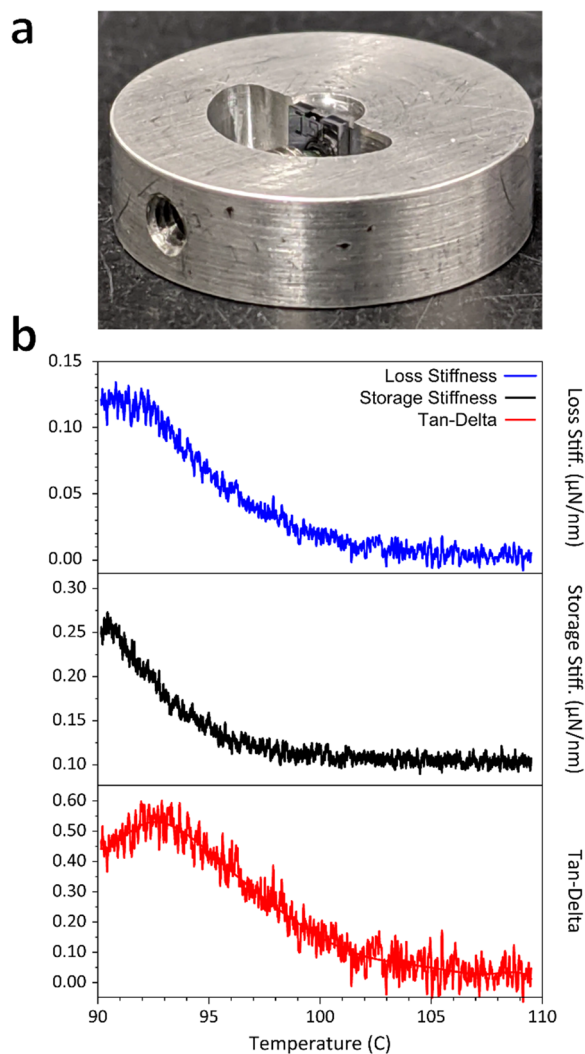 a
b
0.15
0.10
0.05
0.00
Loss Stiffness
Storage Stiffness
Tan-Delta
Loss Stiff. (µN/nm)
0.30
0.25
0.20
0.15
0.10
Storage Stiff. (µN/nm)
0.60
0.50
0.40
0.30
0.20
0.10
0.00
Tan-Delta
90 95 100 105 110
Temperature (C)